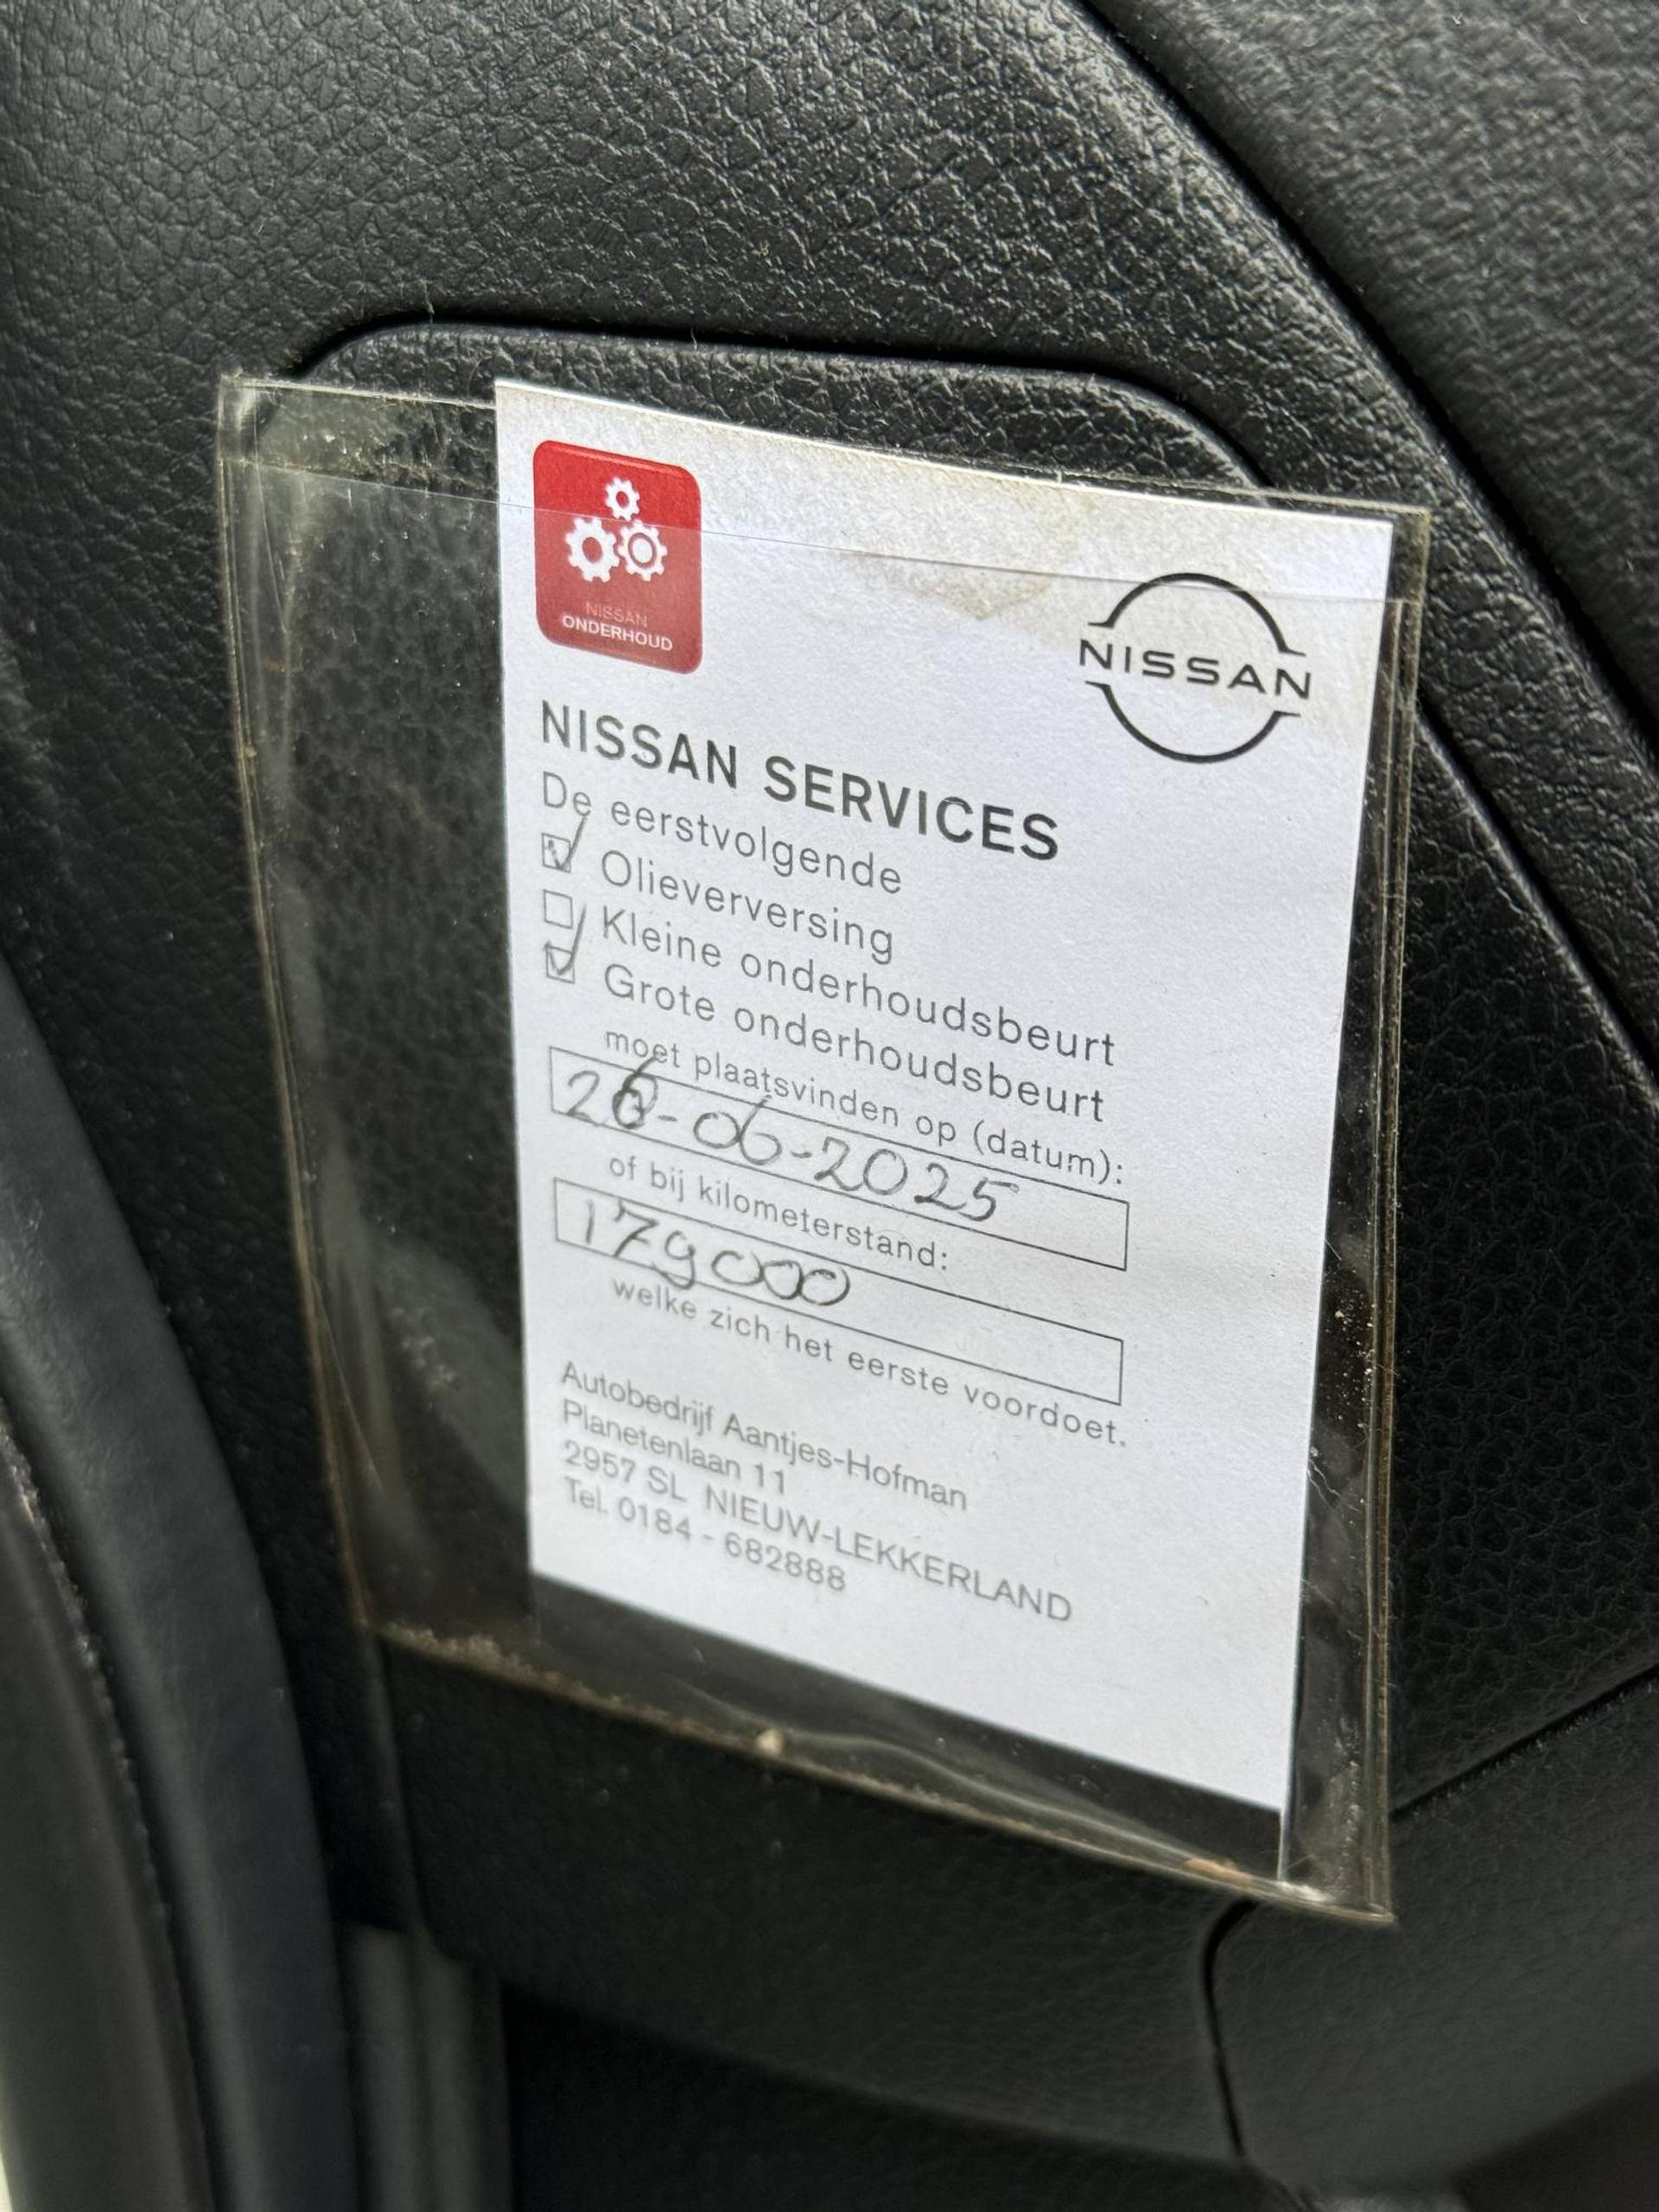 NISSAN
ONDERHOUD
NISSAN
NISSAN SERVICES
De eerstvolgende
Olieverversing
Kleine onderhoudsbeurt
Grote onderhoudsbeurt
moet plaatsvinden op (datum):
26-06-2025
of bij kilometerstand:
179000
welke zich het eerste voordoet.
Autobedrijf Aantjes-Hofman
Planetenlaan 11
2957 SL NIEUW-LEKKERLAND
Tel. 0184 - 682888